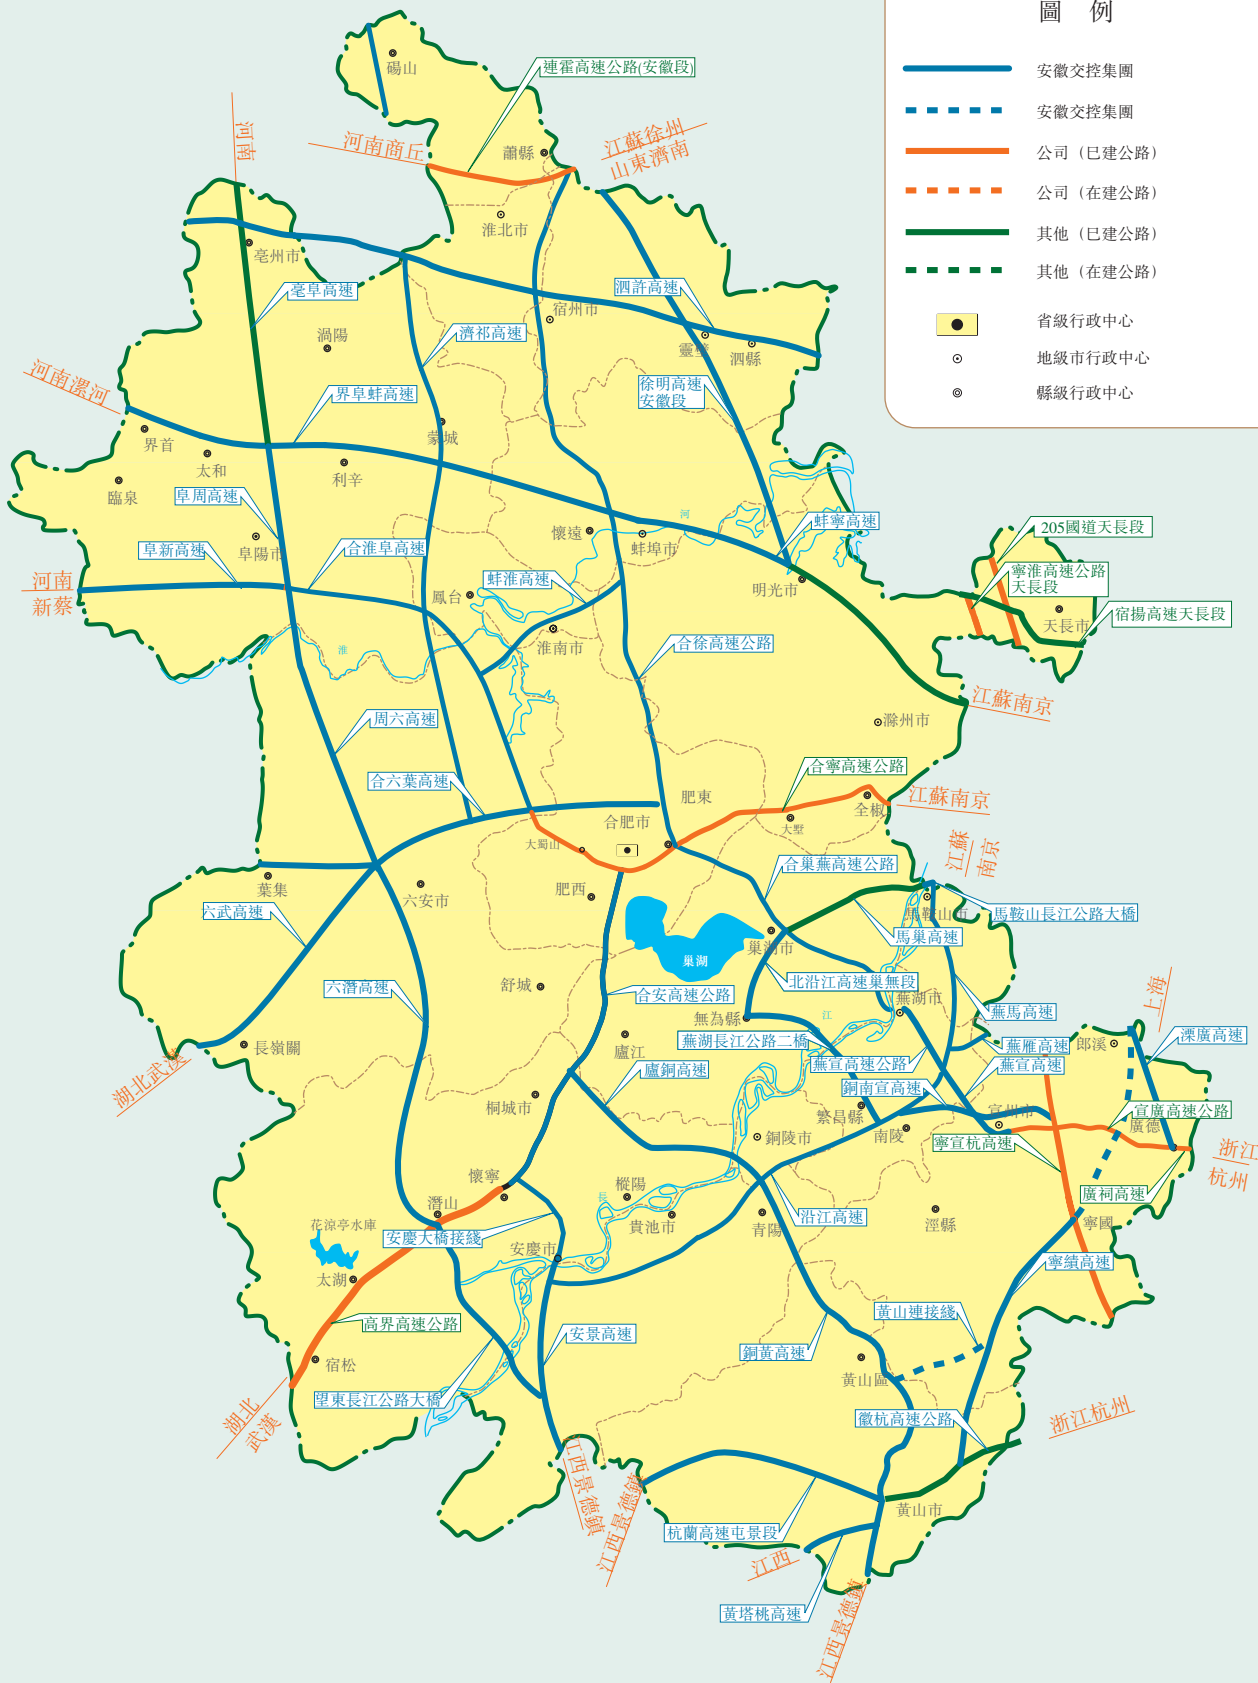 圖 例
安徽交控集團
安徽交控集團
公司（巳建公路）
公司（在建公路）
其他（巳建公路）
其他（在建公路）
省級行政中心
地級市行政中心
縣級行政中心
碭山
連霍高速公路(安徽段)
河南
河南商丘
蕭縣
江蘇徐州
山東濟南
淮北市
亳州市
亳阜高速
泗許高速
宿州市
濟祁高速
渦陽
靈璧
泗縣
河南漯河
界阜蚌高速
徐明高速
安徽段
界首
蒙城
太和
利辛
臨泉
阜周高速
河
蚌寧高速
205國道天長段
懷遠
蚌埠市
阜陽市
阜新高速
合淮阜高速
寧淮高速公路
天長段
河南
新蔡
蚌淮高速
明光市
鳳台
宿揚高速天長段
天長市
淮
淮南市
合徐高速公路
江蘇南京
周六高速
滁州市
合六葉高速
合寧高速公路
肥東
江蘇南京
全椒
合肥市
大墅
大蜀山
江蘇
南京
合巢蕪高速公路
葉集
六安市
肥西
六武高速
馬鞍山市
馬鞍山長江公路大橋
馬巢高速
巢湖市
巢湖
六潛高速
舒城
合安高速公路
北沿江高速巢無段
蕪湖市
上海
無為縣
江
蕪馬高速
長嶺關
廬江
蕪湖長江公路二橋
蕪雁高速
郎溪
溧廣高速
蕪宣高速公路
蕪宣高速
湖北武漢
廬銅高速
銅南宣高速
桐城市
繁昌縣
宣州市
宣廣高速公路
銅陵市
南陵
廣德
寧宣杭高速
浙江
杭州
懷寧
樅陽
廣祠高速
潛山
長
貴池市
青陽
沿江高速
涇縣
寧國
花涼亭水庫
安慶大橋接綫
安慶市
太湖
寧績高速
黃山連接綫
高界高速公路
安景高速
銅黃高速
宿松
黃山區
望東長江公路大橋
徽杭高速公路
浙江杭州
湖北
武漢
江西景德鎮
江西景德鎮
黃山市
杭蘭高速屯景段
江西
黃塔桃高速
江西景德鎮